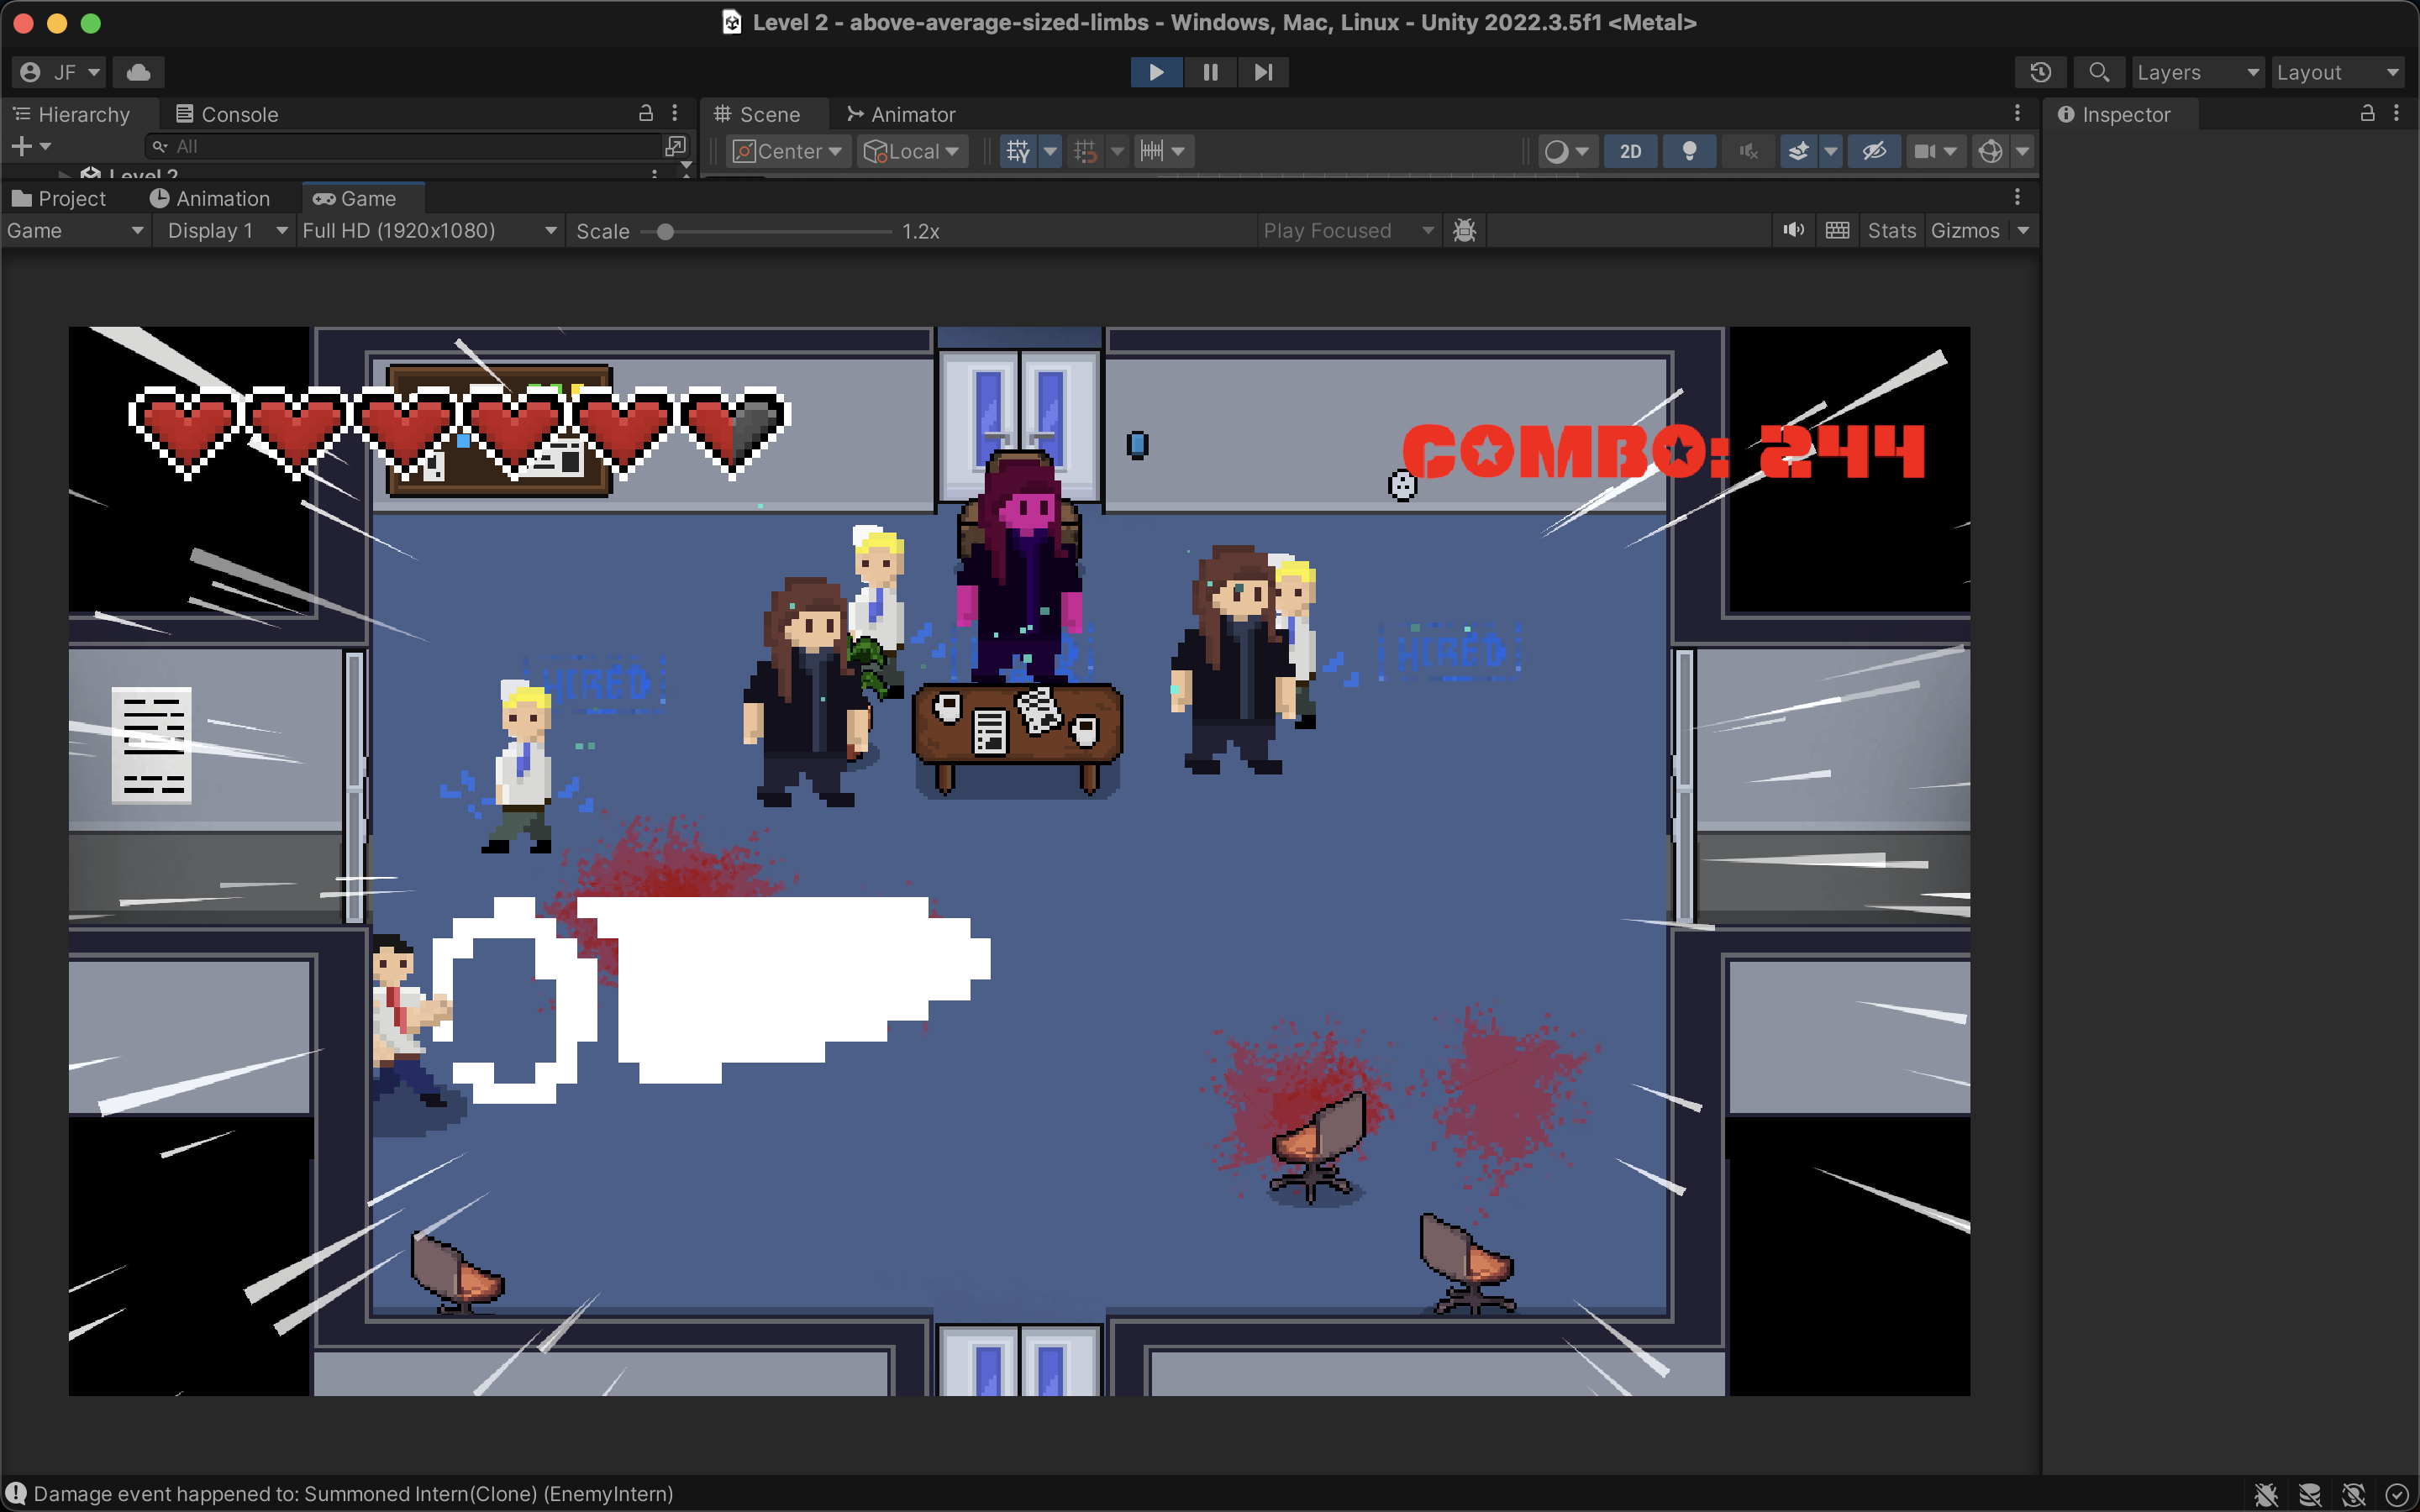 Level 2 - above-average-sized-limbs - Windows, Mac, Linux - Unity 2022.3.5f1 <Metal>
JF
Layers
Layout
Hierarchy
Console
Scene
Animator
Inspector
All
Center
Local
2D
Level 2
Project
Animation
Game
Game
Display 1
Full HD (1920x1080)
Scale
1.2x
Play Focused
Stats
Gizmos
COMBO: 244
HIRED
HIRED
Damage event happened to: Summoned Intern(Clone) (EnemyIntern)